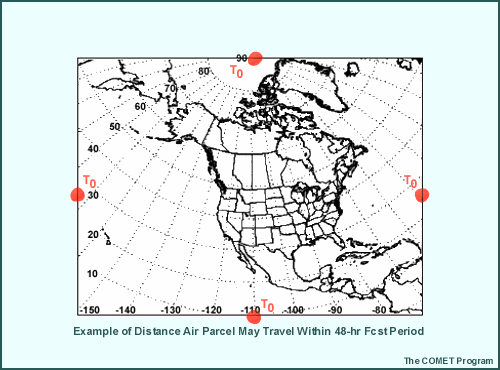 90
T0
80
70
60
50
40
T0
T0
30
20
10
-150 -140 -130 -120 -110 -100 -90 -80
T0
Example of Distance Air Parcel May Travel Within 48-hr Fcst Period
The COMET Program